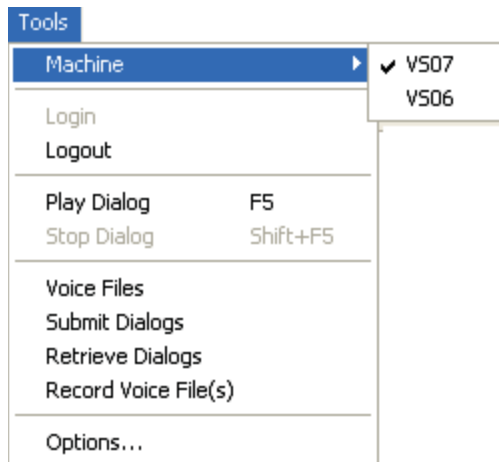 Tools
Machine
VS07
VS06
Login
Logout
Play Dialog F5
Stop Dialog Shift+F5
Voice Files
Submit Dialogs
Retrieve Dialogs
Record Voice File(s)
Options...